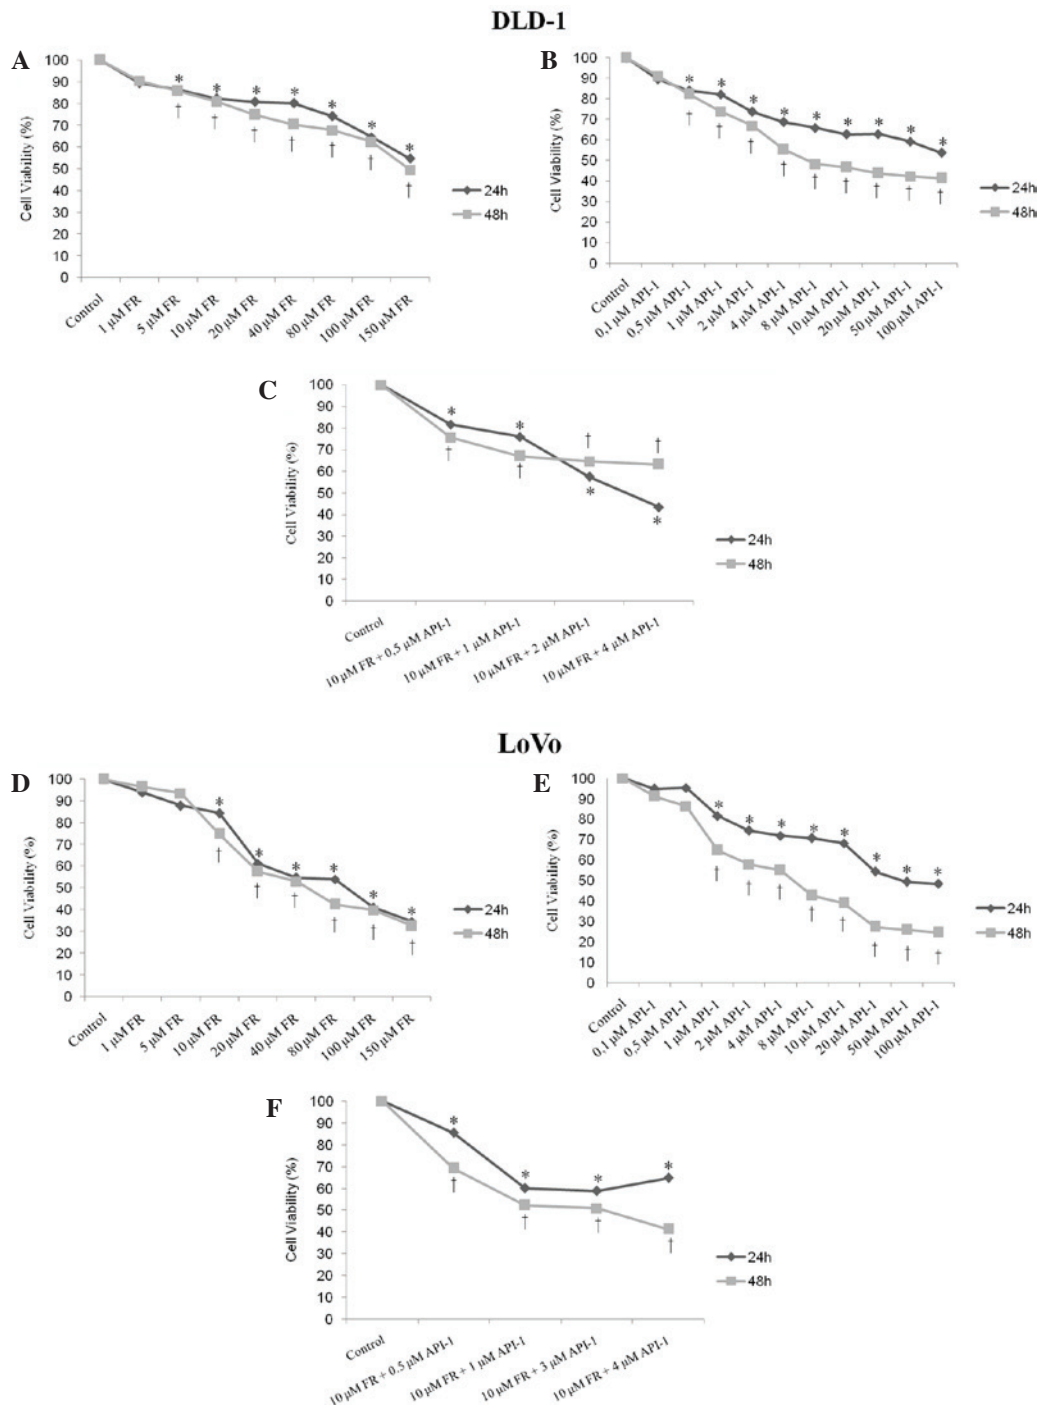 DLD-1
A
Cell Viability (%)
100
90
80
70
60
50
40
30
20
10
0
* * * * * * *
† † † † † † †
Control
1 µM FR
5 µM FR
10 µM FR
20 µM FR
40 µM FR
80 µM FR
100 µM FR
150 µM FR
24h
48h
B
Cell Viability (%)
100
90
80
70
60
50
40
30
20
10
0
* * * * * * * * *
† † † † † † † † †
Control
0,1 µM API-1
0,5 µM API-1
1 µM API-1
2 µM API-1
4 µM API-1
8 µM API-1
10 µM API-1
20 µM API-1
50 µM API-1
100 µM API-1
24h
48h
C
Cell Viability (%)
100
90
80
70
60
50
40
30
20
10
0
* * * *
† † † †
Control
10 µM FR + 0,5 µM API-1
10 µM FR + 1 µM API-1
10 µM FR + 2 µM API-1
10 µM FR + 4 µM API-1
24h
48h
LoVo
D
Cell Viability (%)
100
90
80
70
60
50
40
30
20
10
0
* * * * * *
† † † † † †
Control
1 µM FR
5 µM FR
10 µM FR
20 µM FR
40 µM FR
80 µM FR
100 µM FR
150 µM FR
24h
48h
E
Cell Viability (%)
100
90
80
70
60
50
40
30
20
10
0
* * * * * * * *
† † † † † † † †
Control
0,1 µM API-1
0,5 µM API-1
1 µM API-1
2 µM API-1
4 µM API-1
8 µM API-1
10 µM API-1
20 µM API-1
50 µM API-1
100 µM API-1
24h
48h
F
Cell Viability (%)
100
90
80
70
60
50
40
30
20
10
0
* * * *
† † † †
Control
10 µM FR + 0.5 µM API-1
10 µM FR + 1 µM API-1
10 µM FR + 3 µM API-1
10 µM FR + 4 µM API-1
24h
48h